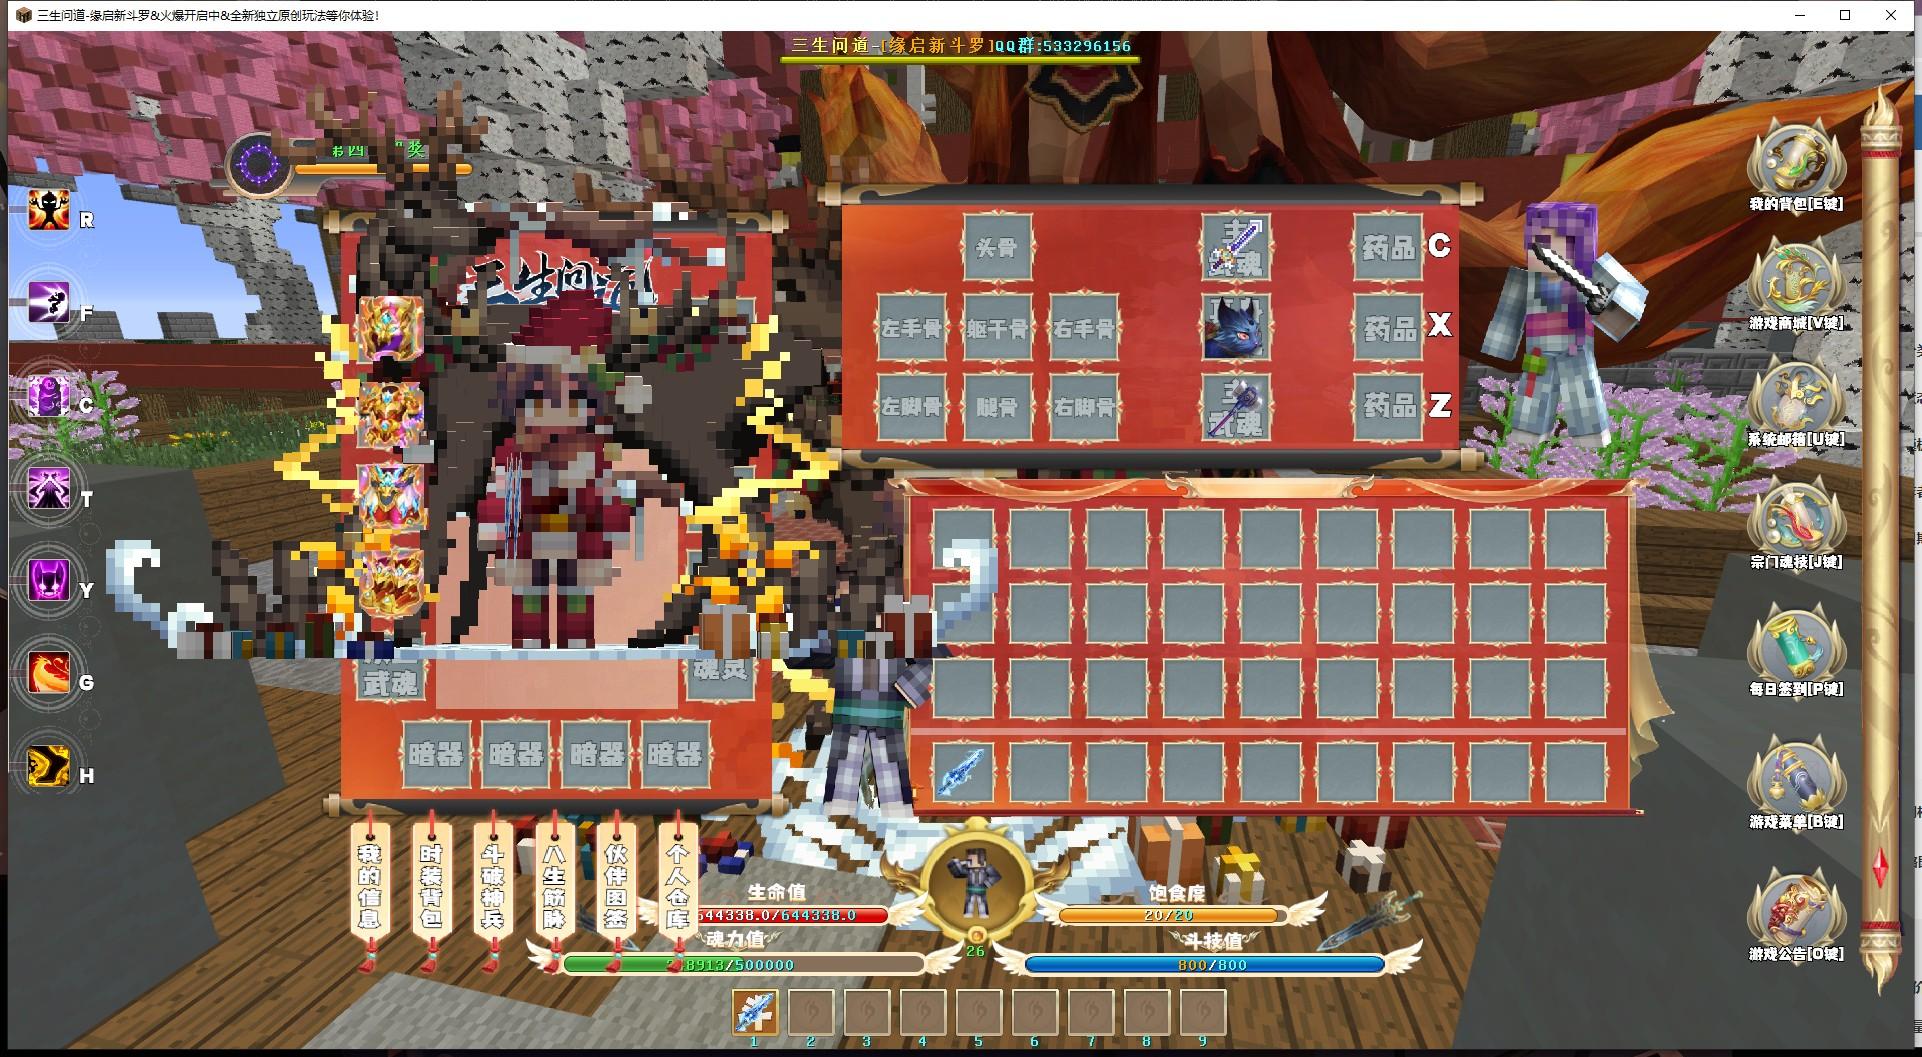 三生问道-缘启新斗罗&火爆开启中&全新独立原创玩法等你体验!
三生问道-[缘启新斗罗]QQ群:533296156
三生问道
R
F
C
T
Y
G
H
头骨
左手骨
躯干骨
右手骨
左脚骨
腿骨
右脚骨
武魂
主
武魂
药品
C
药品
X
药品
Z
武魂
魂灵
暗器
暗器
暗器
暗器
我的信息
时装背包
斗破神兵
八生筋脉
伙伴图签
个人仓库
生命值
644338.0/644338.0
魂力值
8913/500000
26
饱食度
20/20
斗技值
800/800
1
2
3
4
5
6
7
8
9
我的背包[E键]
游戏商城[V键]
系统邮箱[U键]
宗门魂技[J键]
每日签到[P键]
游戏菜单[B键]
游戏公告[O键]